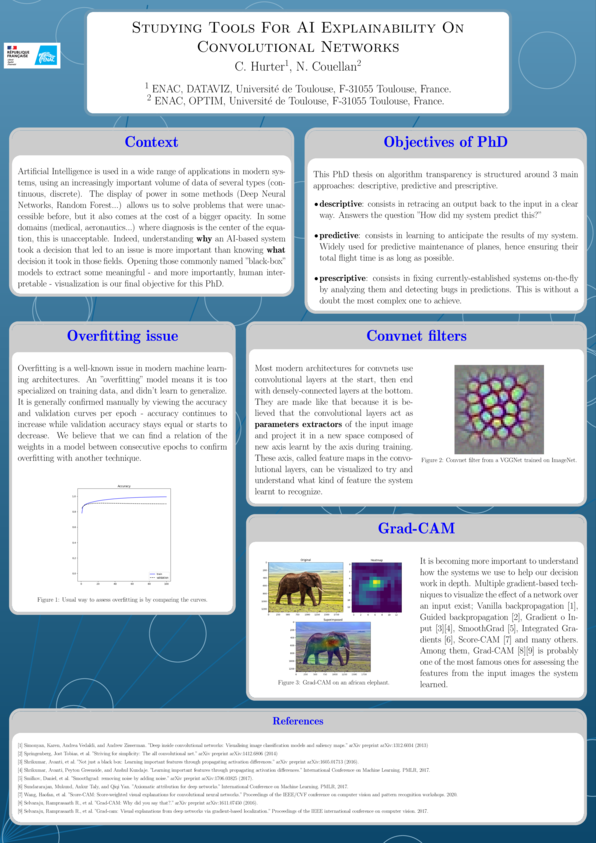 STUDYING TOOLS FOR AI EXPLAINABILITY ON
CONVOLUTIONAL NETWORKS
C. Hurter1, N. Couellan2
1 ENAC, DATAVIZ, Université de Toulouse, F-31055 Toulouse, France.
2 ENAC, OPTIM, Université de Toulouse, F-31055 Toulouse, France.
RÉPUBLIQUE
FRANÇAISE
Context
Artificial Intelligence is used in a wide range of applications in modern sys-
tems, using an increasingly important volume of data of several types (con-
tinuous, discrete). The display of power in some methods (Deep Neural
Networks, Random Forest...) allows us to solve problems that were unac-
cessible before, but it also comes at the cost of a bigger opacity. In some
domains (medical, aeronautics...) where diagnosis is the center of the equa-
tion, this is unacceptable. Indeed, understanding why an AI-based system
took a decision that led to an issue is more important than knowing what
decision it took in those fields. Opening those commonly named "black-box"
models to extract some meaningful - and more importantly, human inter-
pretable - visualization is our final objective for this PhD.
Objectives of PhD
This PhD thesis on algorithm transparency is structured around 3 main
approaches: descriptive, predictive and prescriptive.
• descriptive: consists in retracing an output back to the input in a clear
way. Answers the question "How did my system predict this?"
• predictive: consists in learning to anticipate the results of my system.
Widely used for predictive maintenance of planes, hence ensuring their
total flight time is as long as possible.
• prescriptive: consists in fixing currently-established systems on-the-fly
by analyzing them and detecting bugs in predictions. This is without a
doubt the most complex one to achieve.
Overfitting issue
Overfitting is a well-known issue in modern machine learn-
ing architectures. An "overfitting" model means it is too
specialized on training data, and didn't learn to generalize.
It is generally confirmed manually by viewing the accuracy
and validation curves per epoch - accuracy continues to
increase while validation accuracy stays equal or starts to
decrease. We believe that we can find a relation of the
weights in a model between consecutive epochs to confirm
overfitting with another technique.
Accuracy
Figure 1: Usual way to assess overfitting is by comparing the curves.
Convnet filters
Most modern architectures for convnets use
convolutional layers at the start, then end
with densely-connected layers at the bottom.
They are made like that because it is be-
lieved that the convolutional layers act as
parameters extractors of the input image
and project it in a new space composed of
new axis learnt by the axis during training.
These axis, called feature maps in the convo-
lutional layers, can be visualized to try and
understand what kind of feature the system
learnt to recognize.
Figure 2: Convnet filter from a VGGNet trained on ImageNet.
Grad-CAM
Original
Heatmap
Superimposed
Figure 3: Grad-CAM on an african elephant.
It is becoming more important to understand
how the systems we use to help our decision
work in depth. Multiple gradient-based tech-
niques to visualize the effect of a network over
an input exist; Vanilla backpropagation [1],
Guided backpropagation [2], Gradient o In-
put [3][4], SmoothGrad [5], Integrated Gra-
dients [6], Score-CAM [7] and many others.
Among them, Grad-CAM [8][9] is probably
one of the most famous ones for assessing the
features from the input images the system
learned.
References
[1] Simonyan, Karen, Andrea Vedaldi, and Andrew Zisserman. "Deep inside convolutional networks: Visualising image classification models and saliency maps." arXiv preprint arXiv:1312.6034 (2013)
[2] Springenberg, Jost Tobias, et al. "Striving for simplicity: The all convolutional net." arXiv preprint arXiv:1412.6806 (2014)
[3] Shrikumar, Avanti, et al. "Not just a black box: Learning important features through propagating activation differences." arXiv preprint arXiv:1605.01713 (2016).
[4] Shrikumar, Avanti, Peyton Greenside, and Anshul Kundaje. "Learning important features through propagating activation differences." International Conference on Machine Learning. PMLR, 2017.
[5] Smilkov, Daniel, et al. "Smoothgrad: removing noise by adding noise." arXiv preprint arXiv:1706.03825 (2017).
[6] Sundararajan, Mukund, Ankur Taly, and Qiqi Yan. "Axiomatic attribution for deep networks." International Conference on Machine Learning. PMLR, 2017.
[7] Wang, Haofan, et al. "Score-CAM: Score-weighted visual explanations for convolutional neural networks." Proceedings of the IEEE/CVF conference on computer vision and pattern recognition workshops. 2020.
[8] Selvaraju, Ramprasaath R., et al. "Grad-CAM: Why did you say that?" arXiv preprint arXiv:1611.07450 (2016).
[9] Selvaraju, Ramprasaath R., et al. "Grad-cam: Visual explanations from deep networks via gradient-based localization." Proceedings of the IEEE international conference on computer vision. 2017.